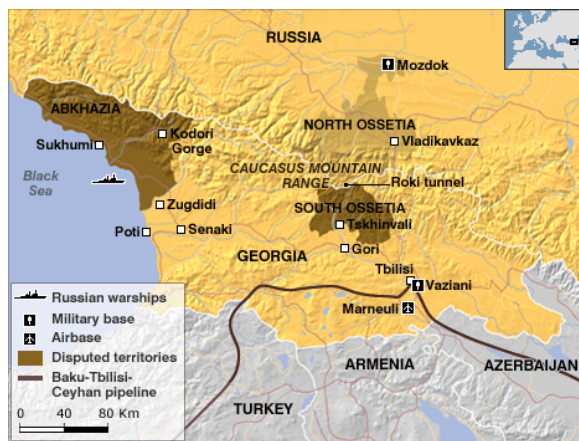 RUSSIA
Mozdok
ABKHAZIA
Kodori
Gorge
NORTH OSSETIA
Sukhumi
Vladikavkaz
CAUCASUS MOUNTAIN
RANGE
Roki tunnel
Black
Sea
Zugdidi
SOUTH OSSETIA
Tskhinvali
Poti
Senaki
Gori
GEORGIA
Tbilisi
Vaziani
Marneuli
ARMENIA
AZERBAIJAN
TURKEY
Russian warships
Military base
Airbase
Disputed territories
Baku-Tbilisi-
Ceyhan pipeline
0 40 80 Km